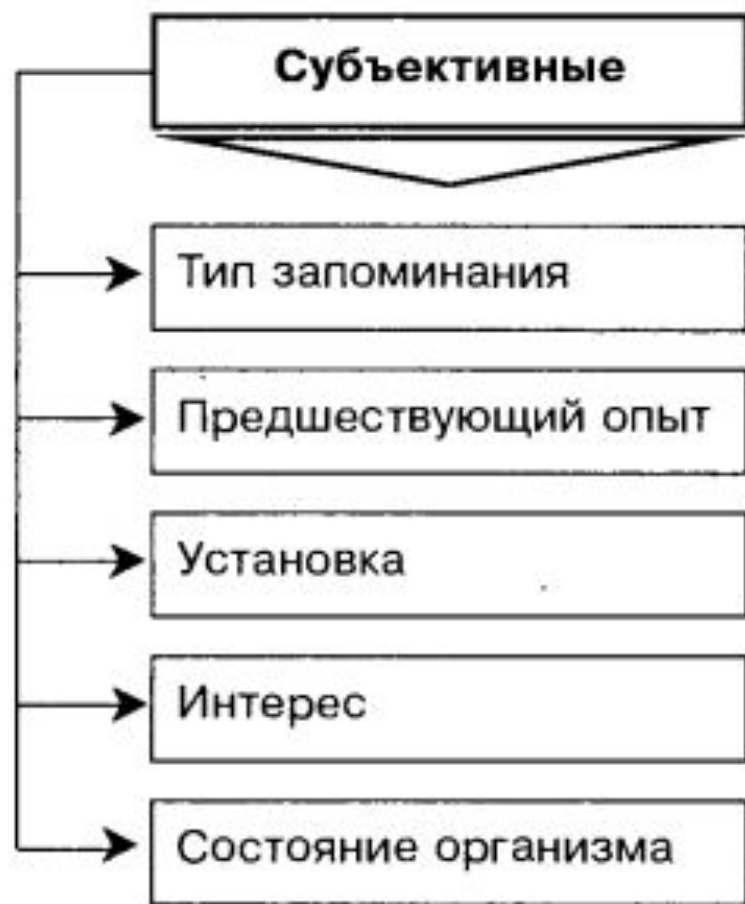 Субъективные
Тип запоминания
Предшествующий опыт
Установка
Интерес
Состояние организма